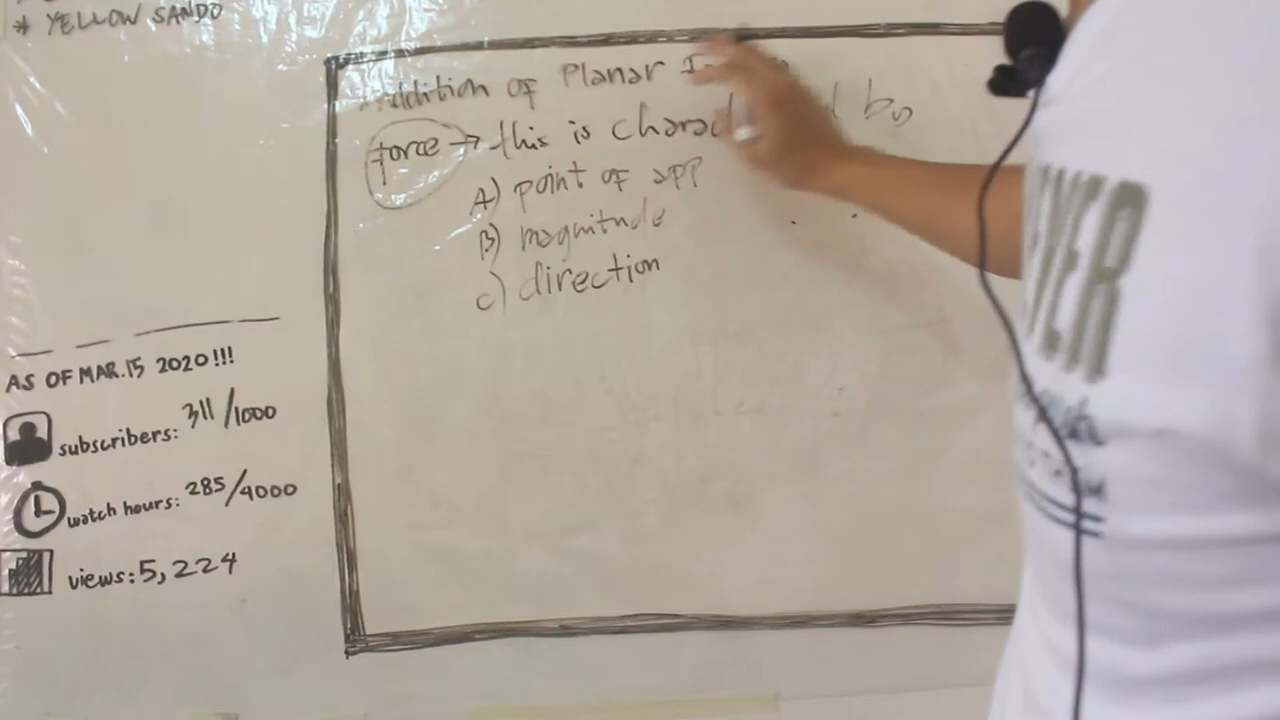 * YELLOW SANDO
Addition of Planar
force → this is by
A) point of app
B) magnitude
C) direction
AS OF MAR.15 2020!!!
subscribers: 311/1000
watch hours: 285/4000
views: 5,224